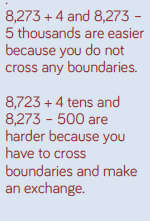 8,273 + 4 and 8,273 –
5 thousands are easier
because you do not
cross any boundaries.
8,723 + 4 tens and
8,273 – 500 are
harder because you
have to cross
boundaries and make
an exchange.